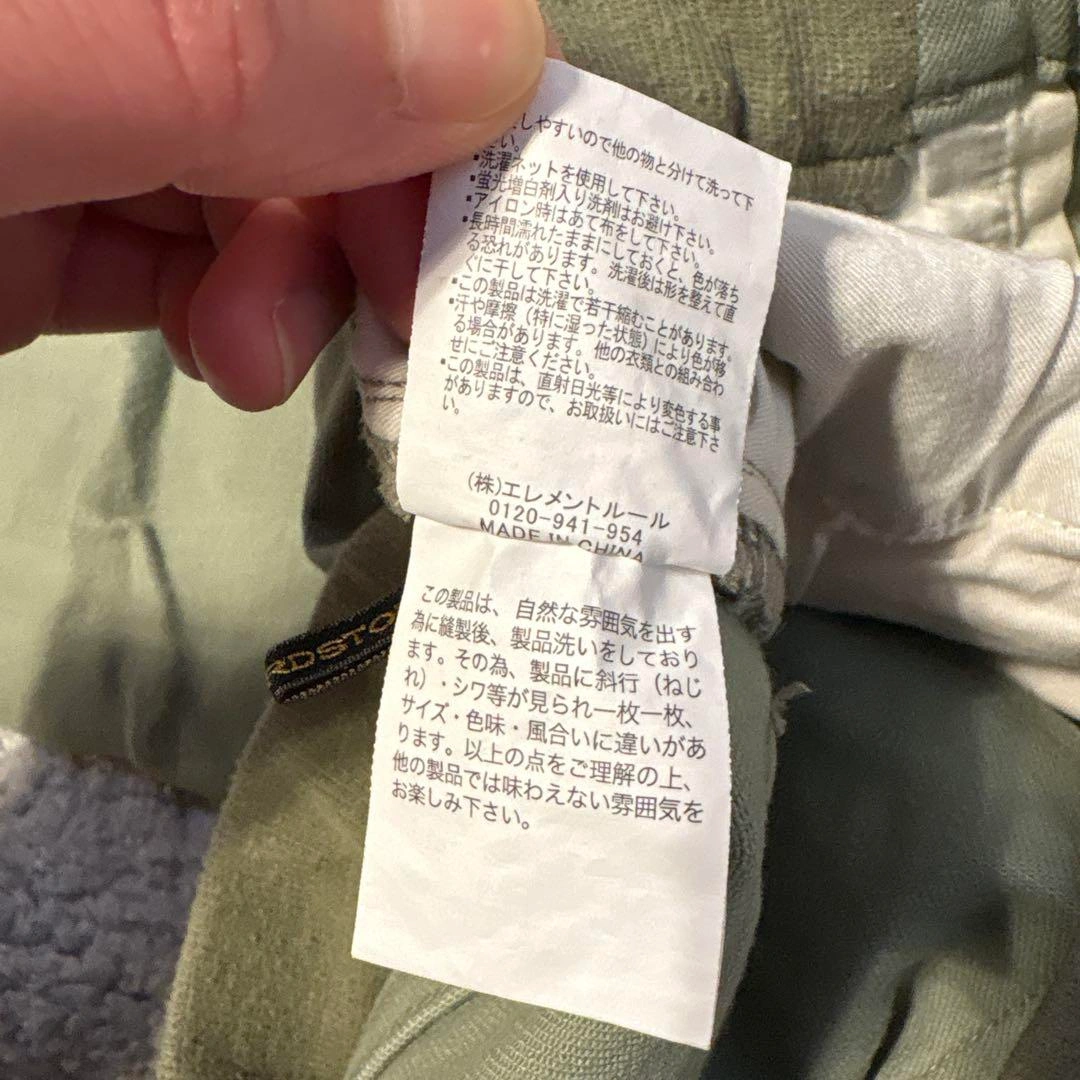 しやすいので他の物と分けて洗って下
さい。
・洗濯ネットを使用して下さい。
・蛍光増白剤入り洗剤はお避け下さい。
・アイロン時はあて布をして下さい。
・長時間濡れたままにしておくと、色が落ち
る恐れがあります。洗濯後は形を整えて直
ぐに干して下さい。
・この製品は洗濯で若干縮むことがあります。
・汗や摩擦（特に湿った状態）により色が移
る場合があります。他の衣類との組み合わ
せにご注意ください。
・この製品は、直射日光等により変色する事
がありますので、お取扱いにはご注意下さ
い。
(株)エレメントルール
0120-941-954
MADE IN CHINA
この製品は、自然な雰囲気を出す
為に縫製後、製品洗いをしており
ます。その為、製品に斜行（ねじ
れ）・シワ等が見られ一枚一枚、
サイズ・色味・風合いに違いがあ
ります。以上の点をご理解の上、
他の製品では味わえない雰囲気を
お楽しみ下さい。
RDSTO